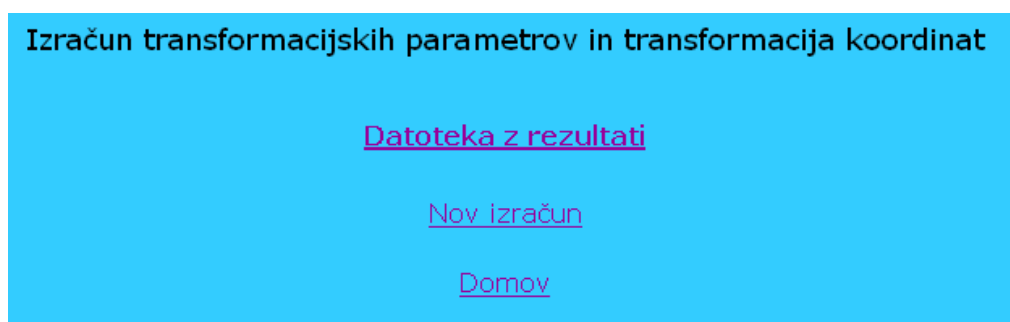 Izračun transformacijskih parametrov in transformacija koordinat
Datoteka z rezultati
Nov izračun
Domov